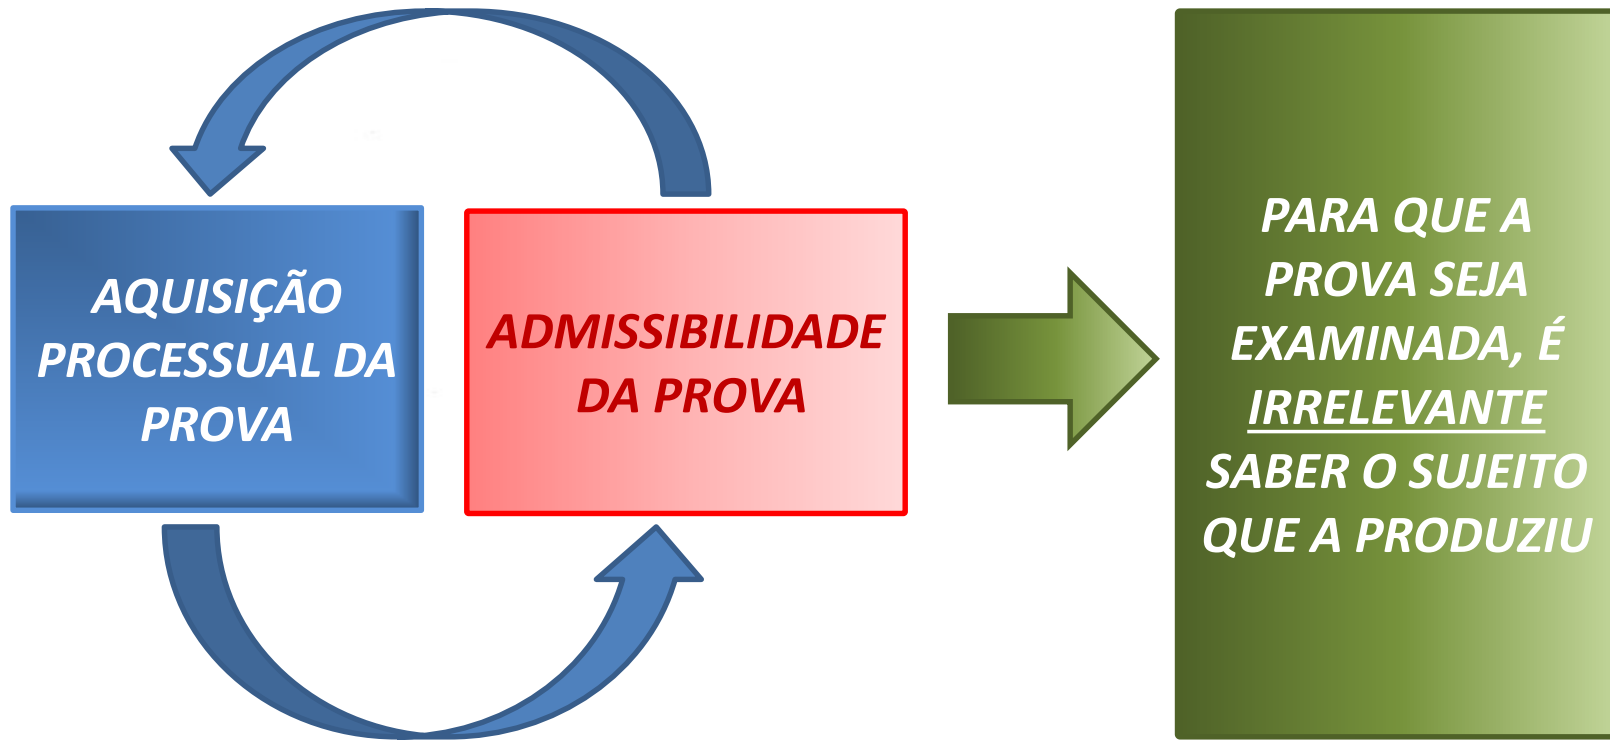 AQUISIÇÃO
PROCESSUAL DA
PROVA
ADMISSIBILIDADE
DA PROVA
PARA QUE A
PROVA SEJA
EXAMINADA, É
IRRELEVANTE
SABER O SUJEITO
QUE A PRODUZIU